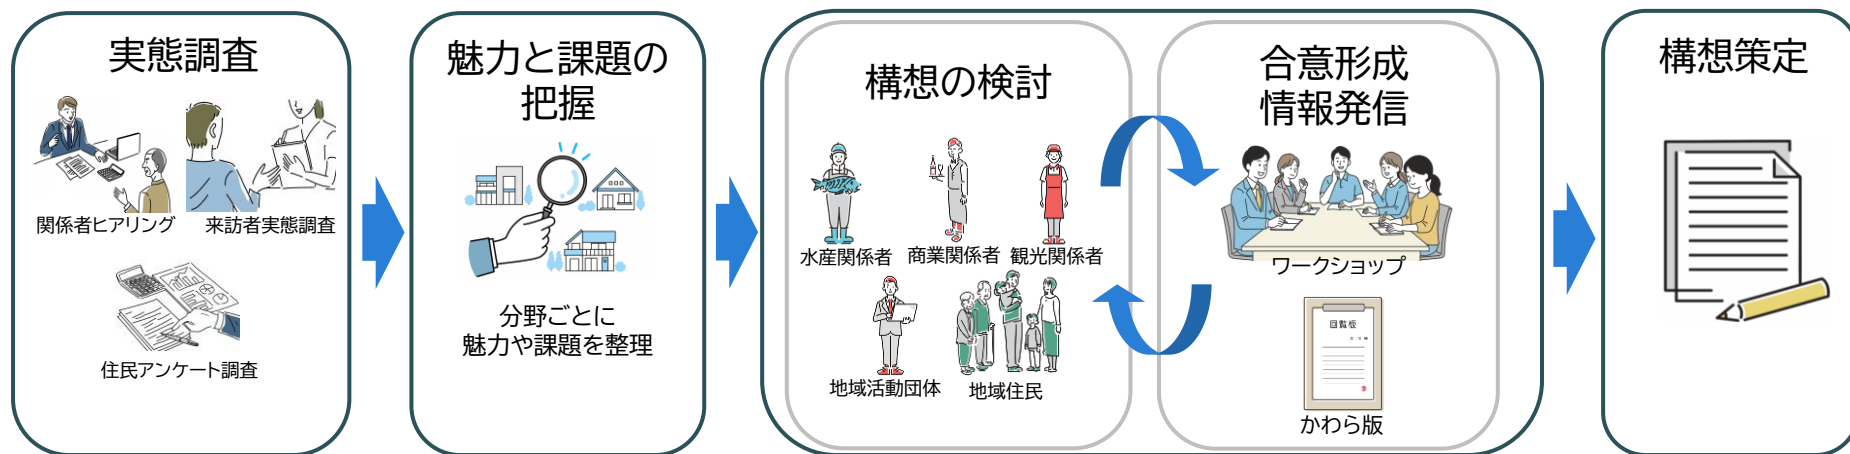 実態調査
関係者ヒアリング
来訪者実態調査
住民アンケート調査
魅力と課題の
把握
分野ごとに
魅力や課題を整理
構想の検討
水産関係者
商業関係者
観光関係者
地域活動団体
地域住民
合意形成
情報発信
ワークショップ
回覧板
かわら版
構想策定